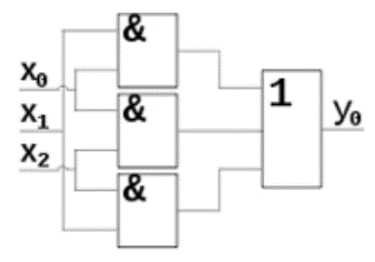 &
x₀
x₁
x₂
&
&
1
y₀